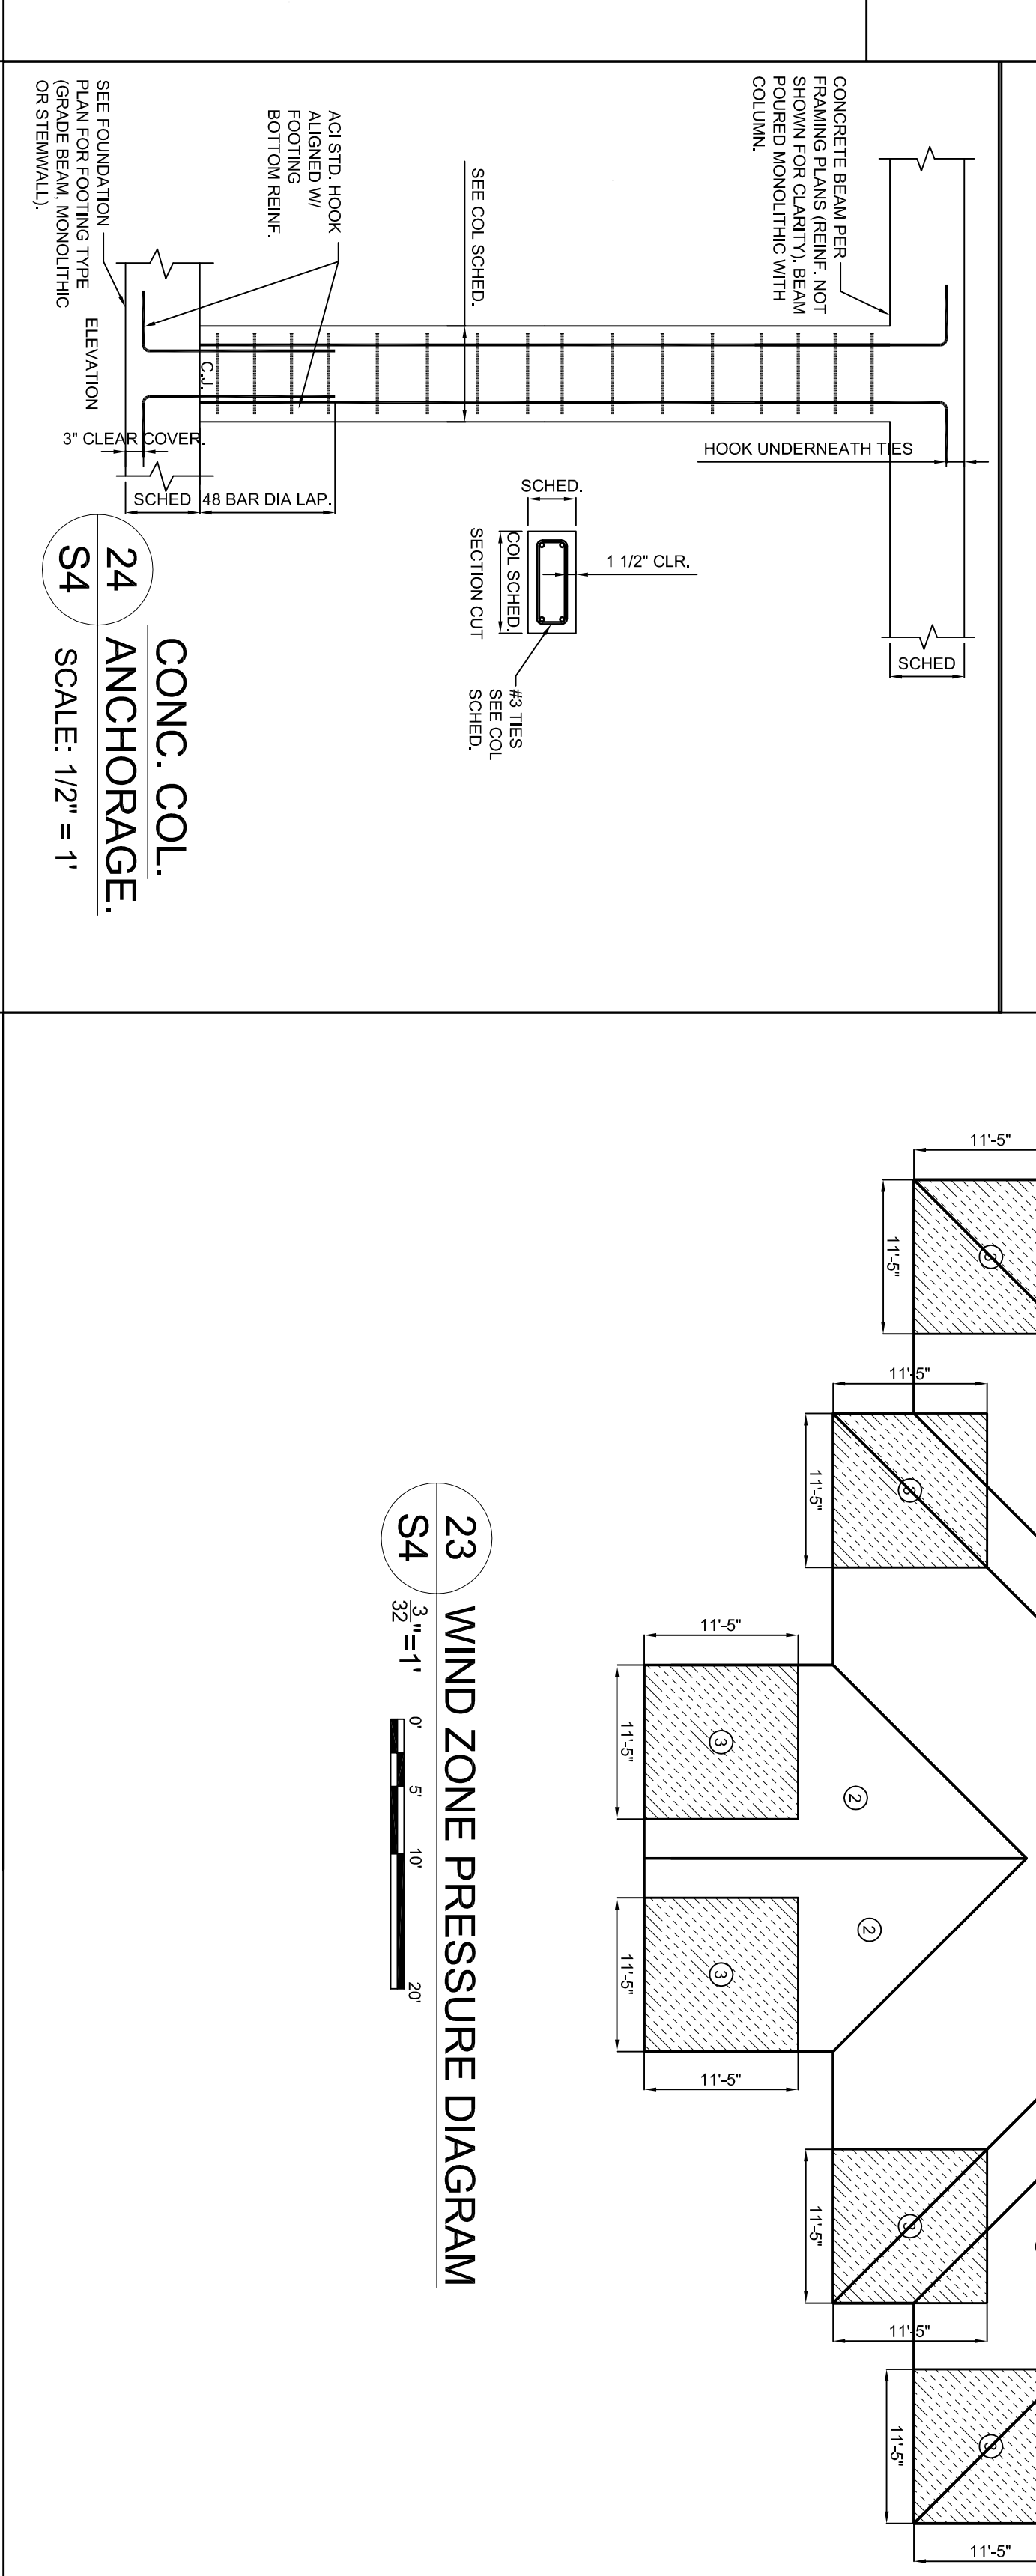 CONCRETE BEAM PER
FRAMING PLANS (REINF. NOT
SHOWN FOR CLARITY). BEAM
POURED MONOLITHIC WITH
COLUMN.
SEE COL SCHED.
ACI STD. HOOK
ALIGNED W/
FOOTING
BOTTOM REINF.
SEE FOUNDATION
PLAN FOR FOOTING TYPE
(GRADE BEAM, MONOLITHIC
OR STEMWALL).
ELEVATION
C.J.
3" CLEAR COVER.
SCHED
48 BAR DIA LAP.
HOOK UNDERNEATH TIES
SCHED
SCHED.
1 1/2" CLR.
COL SCHED.
SECTION CUT
#3 TIES
SEE COL
SCHED.
24
S4
CONC. COL.
ANCHORAGE.
SCALE: 1/2" = 1'
11'-5"
11'-5"
3
11'-5"
11'-5"
3
11'-5"
11'-5"
3
2
2
3
11'-5"
11'-5"
3
11'-5"
11'-5"
3
11'-5"
11'-5"
23
S4
WIND ZONE PRESSURE DIAGRAM
3/32"=1'
0'
5'
10'
20'